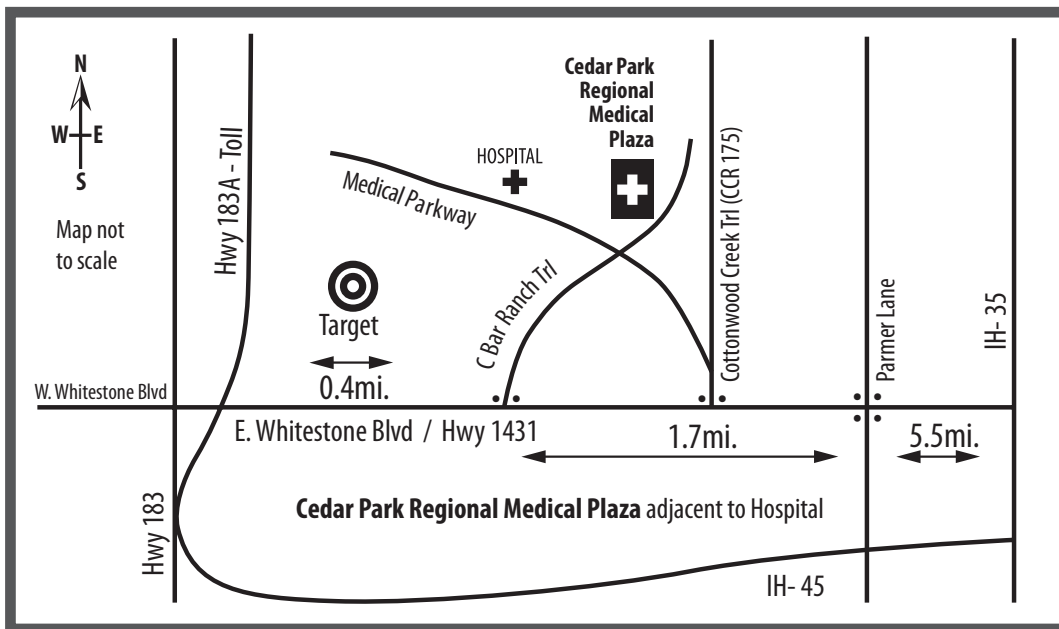 N
W E
S
Map not
to scale
Hwy 183A - Toll
Medical Parkway
HOSPITAL
Cedar Park
Regional
Medical
Plaza
Cottonwood Creek Trl (CCR 175)
Target
C Bar Ranch Trl
Parmer Lane
IH- 35
W. Whitestone Blvd
0.4mi.
E. Whitestone Blvd / Hwy 1431
1.7mi.
5.5mi.
Hwy 183
Cedar Park Regional Medical Plaza adjacent to Hospital
IH- 45